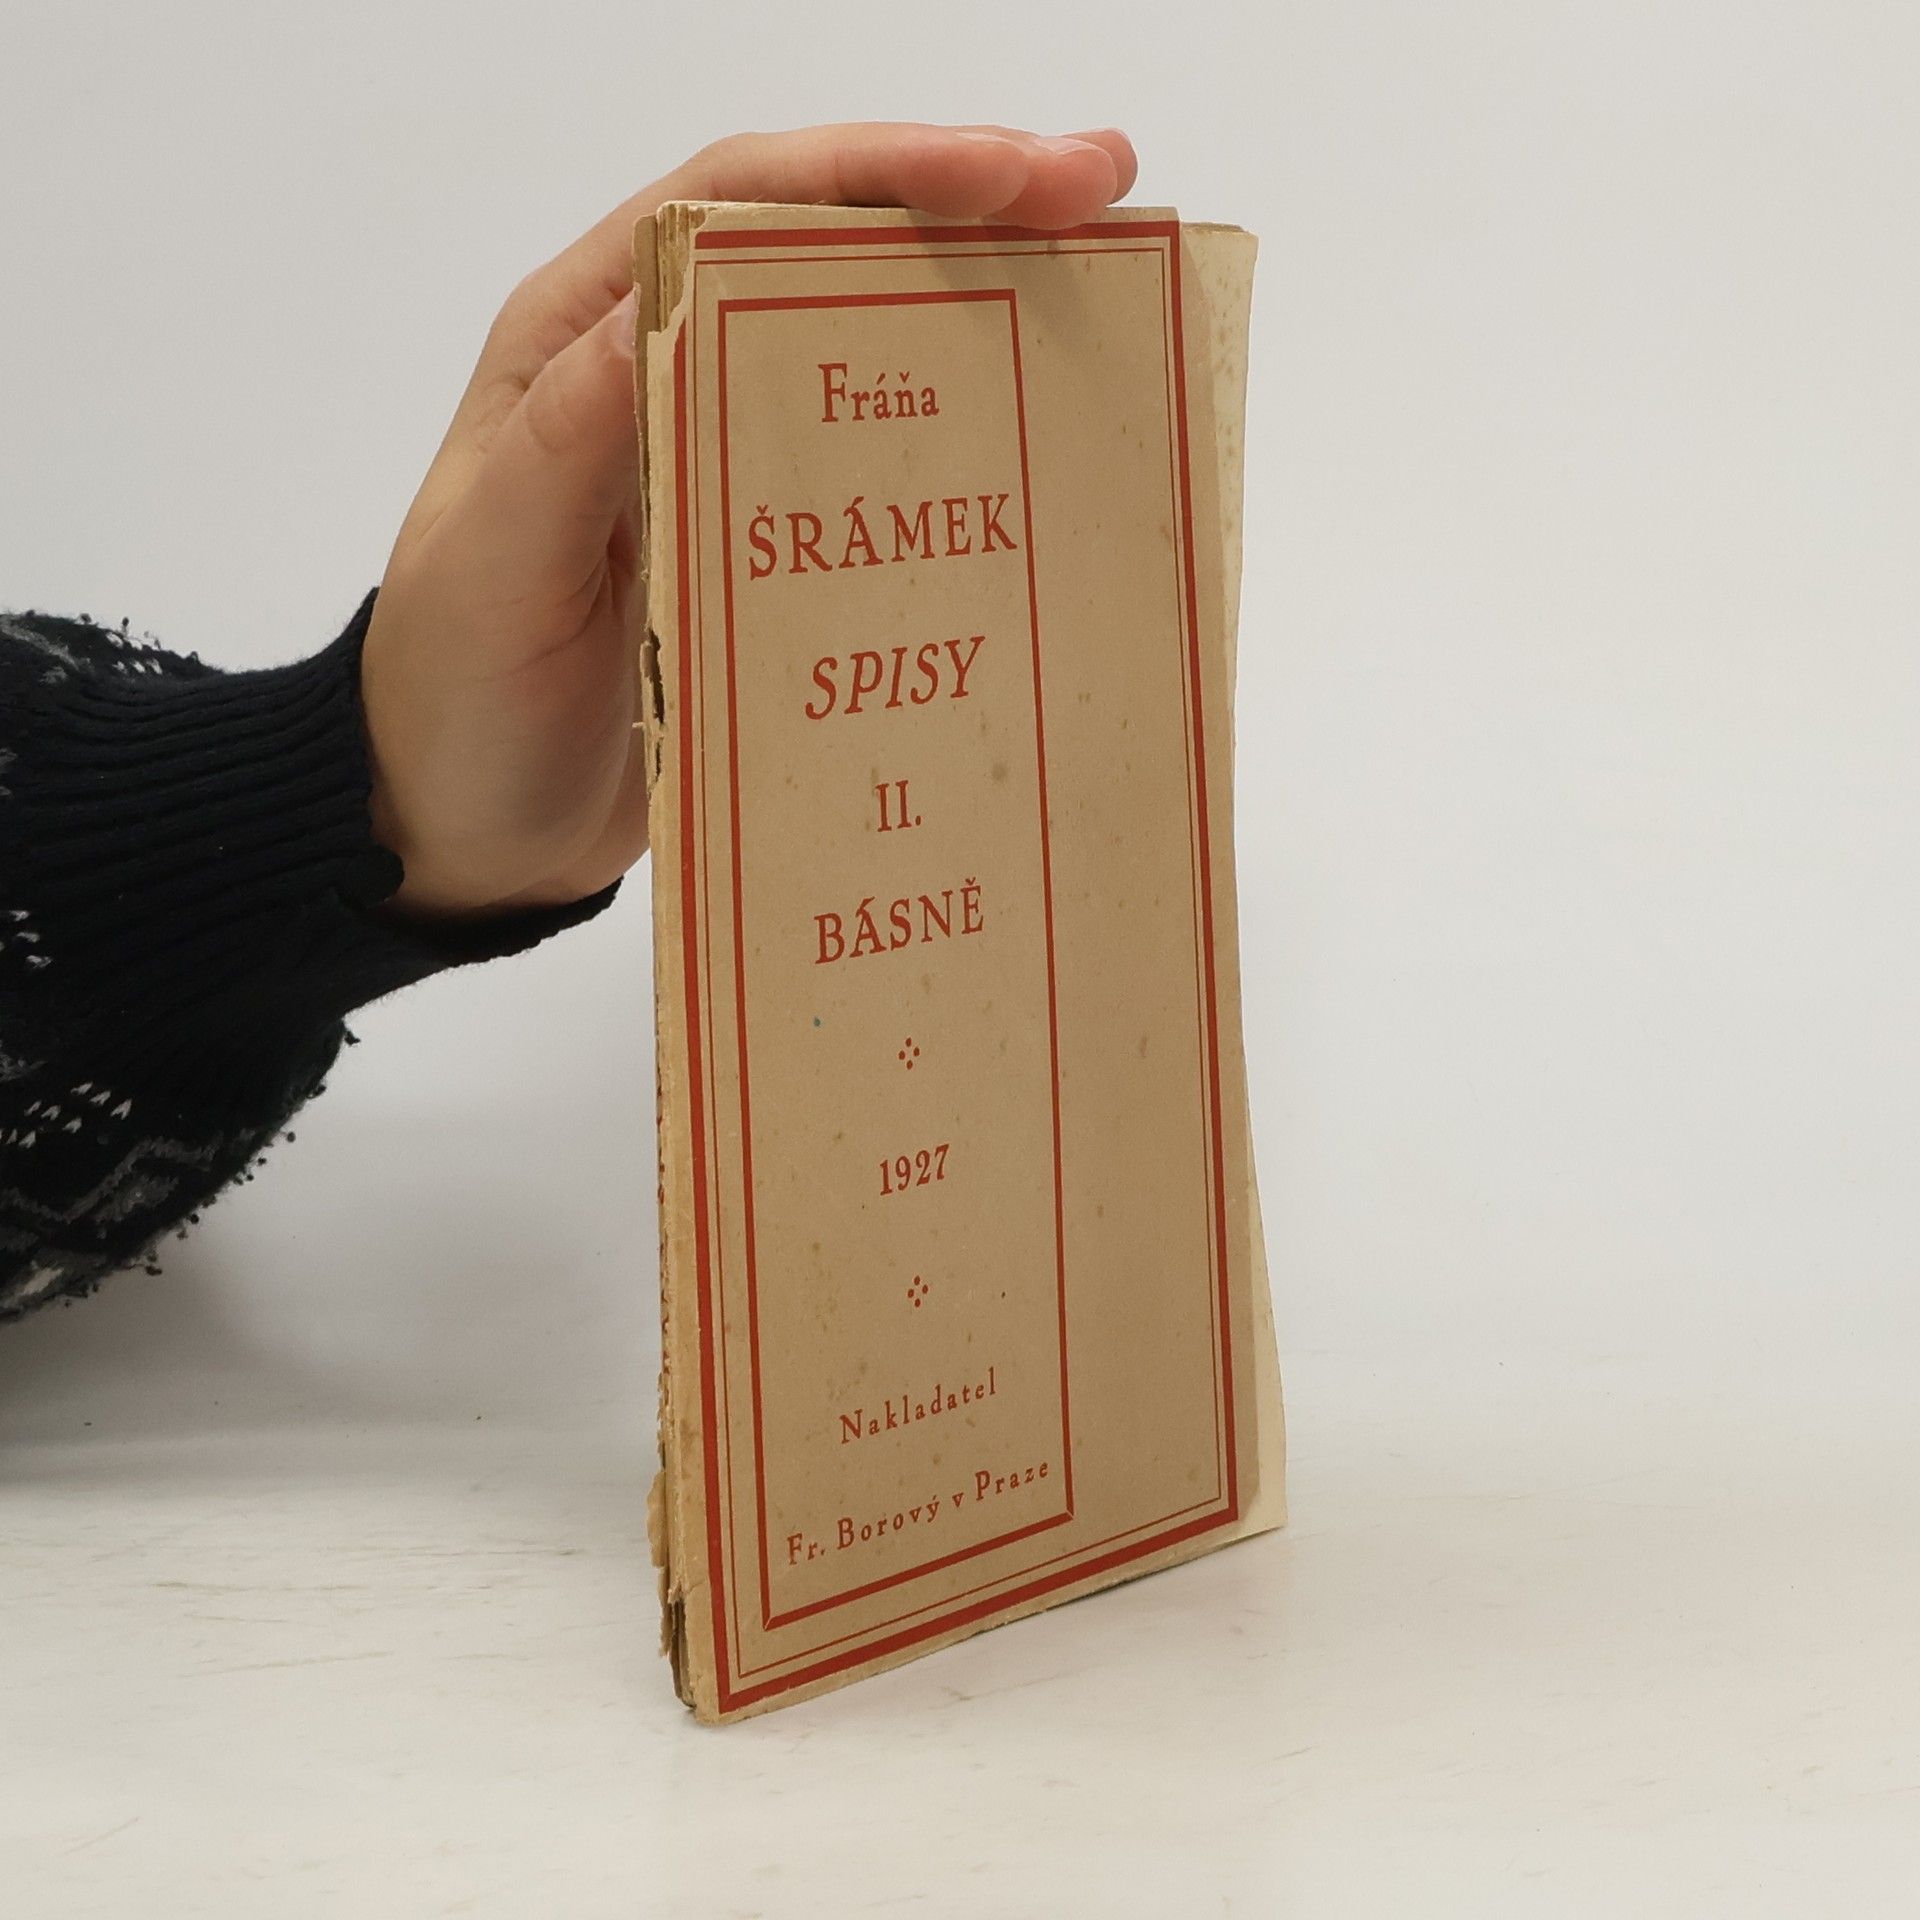 Fráňa
ŠRÁMEK
SPISY
II.
BÁSNĚ
1927
Nakladatel
Fr. Borový v Praze